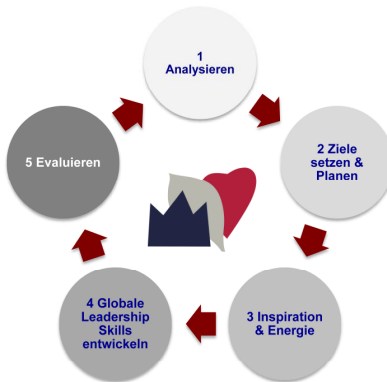 1
Analysieren
2 Ziele
setzen &
Planen
3 Inspiration
& Energie
4 Globale
Leadership
Skills
entwickeln
5 Evaluieren